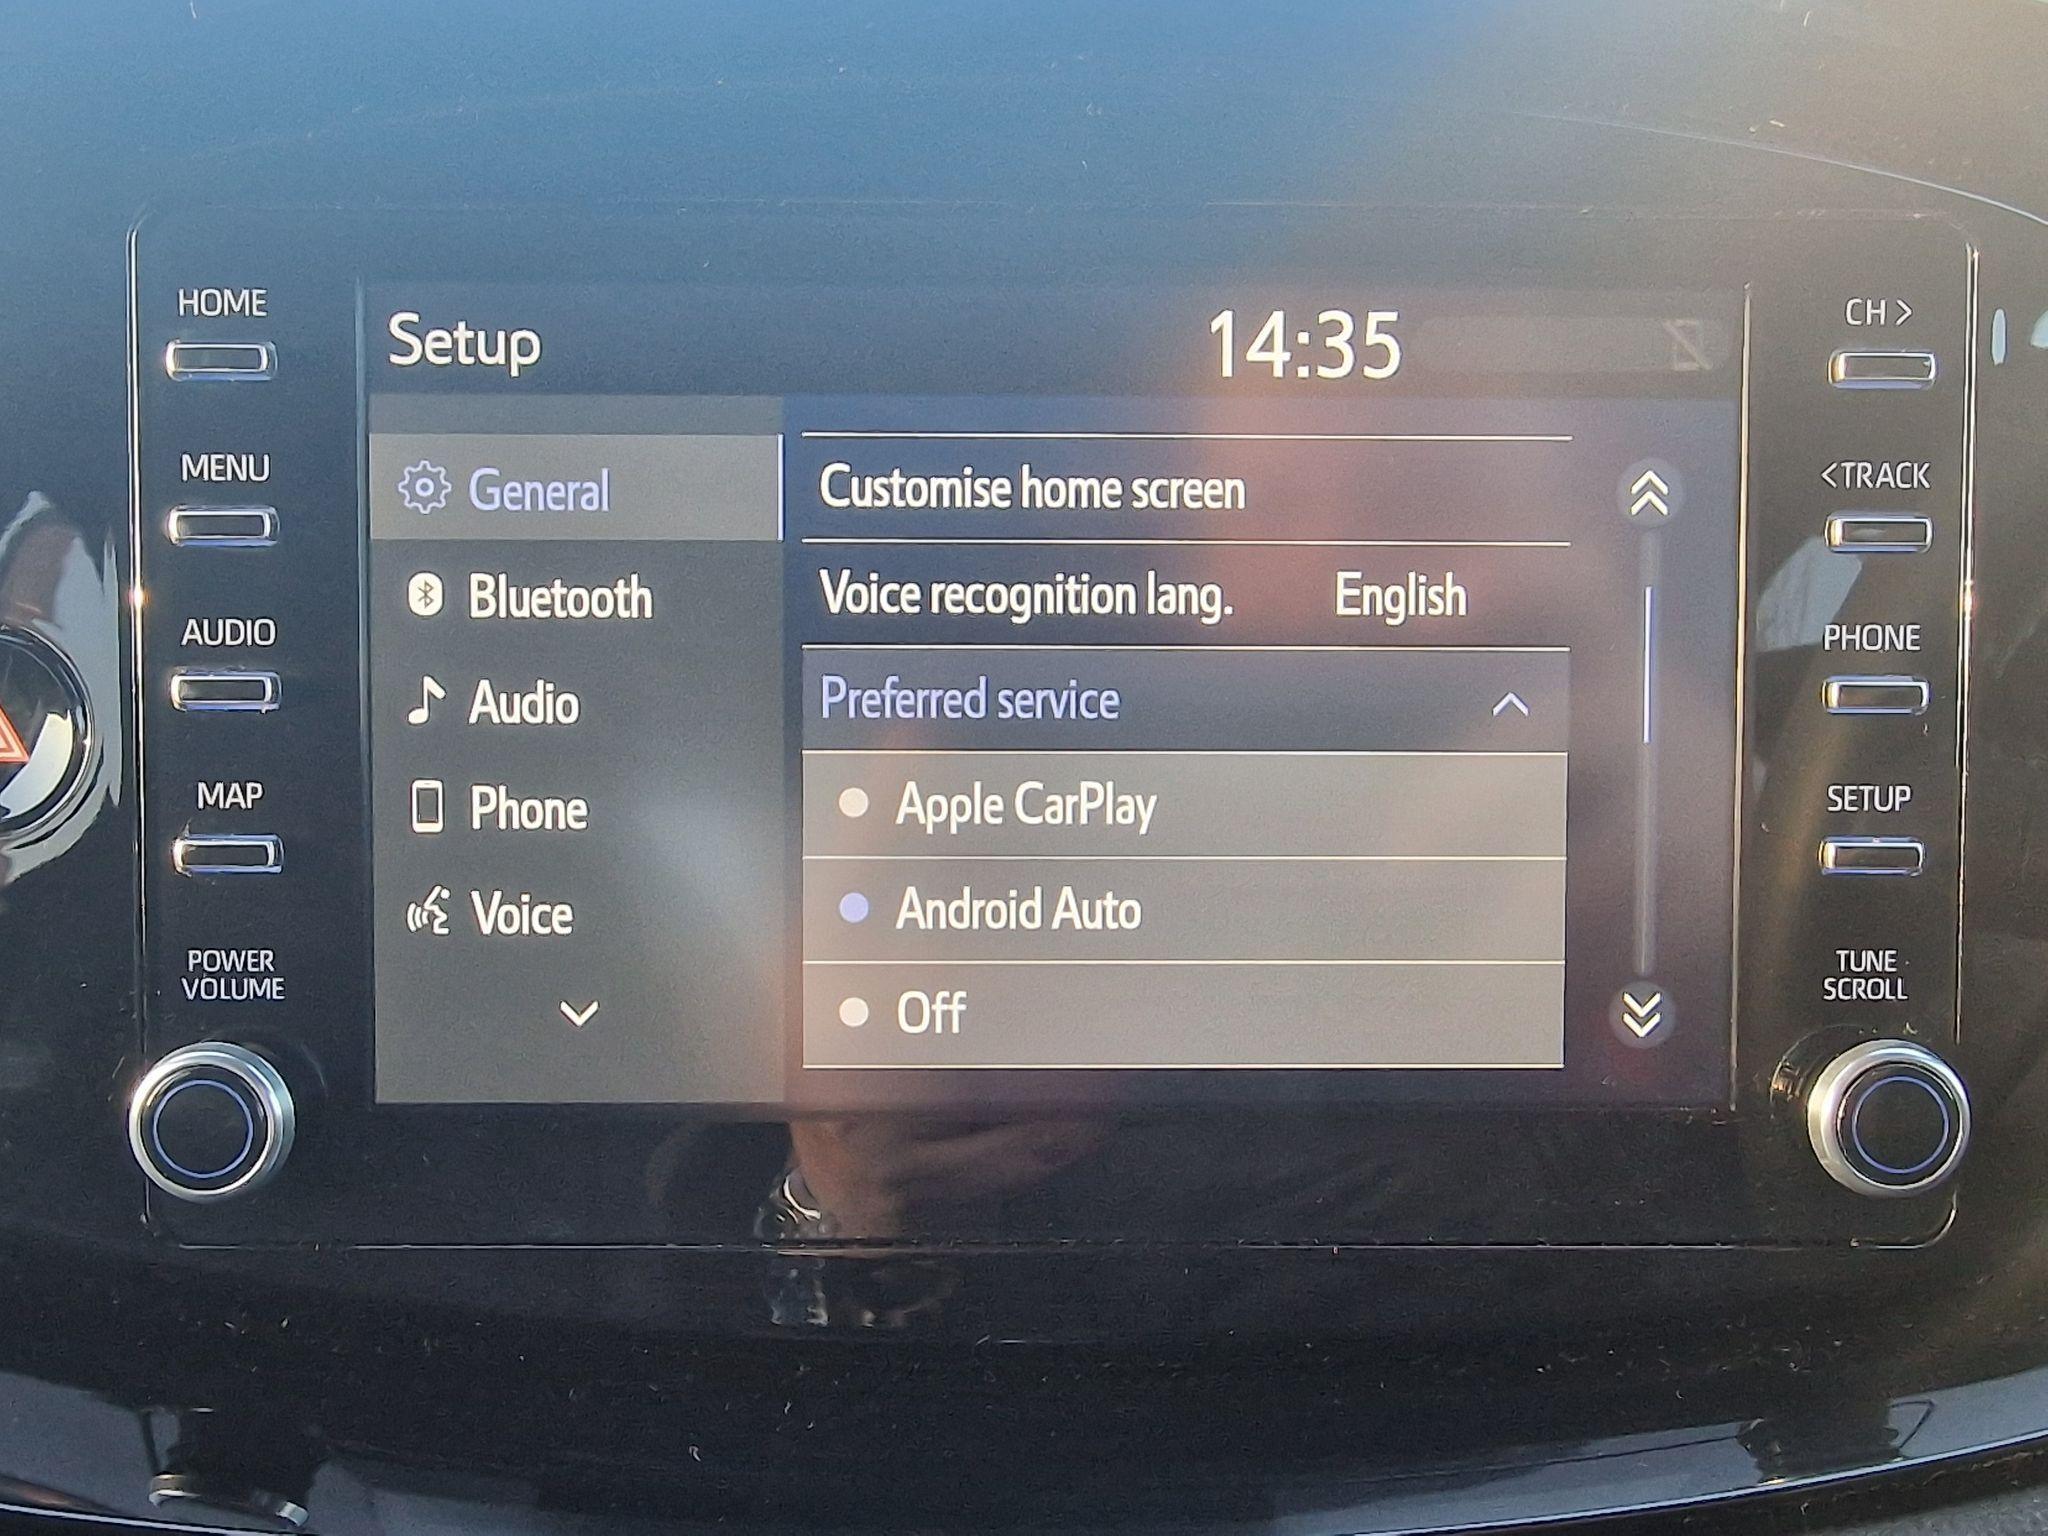 HOME
MENU
AUDIO
MAP
POWER
VOLUME
Setup
14:35
General
Bluetooth
Audio
Phone
Voice
Customise home screen
Voice recognition lang. English
Preferred service
Apple CarPlay
Android Auto
Off
CH >
<TRACK
PHONE
SETUP
TUNE
SCROLL